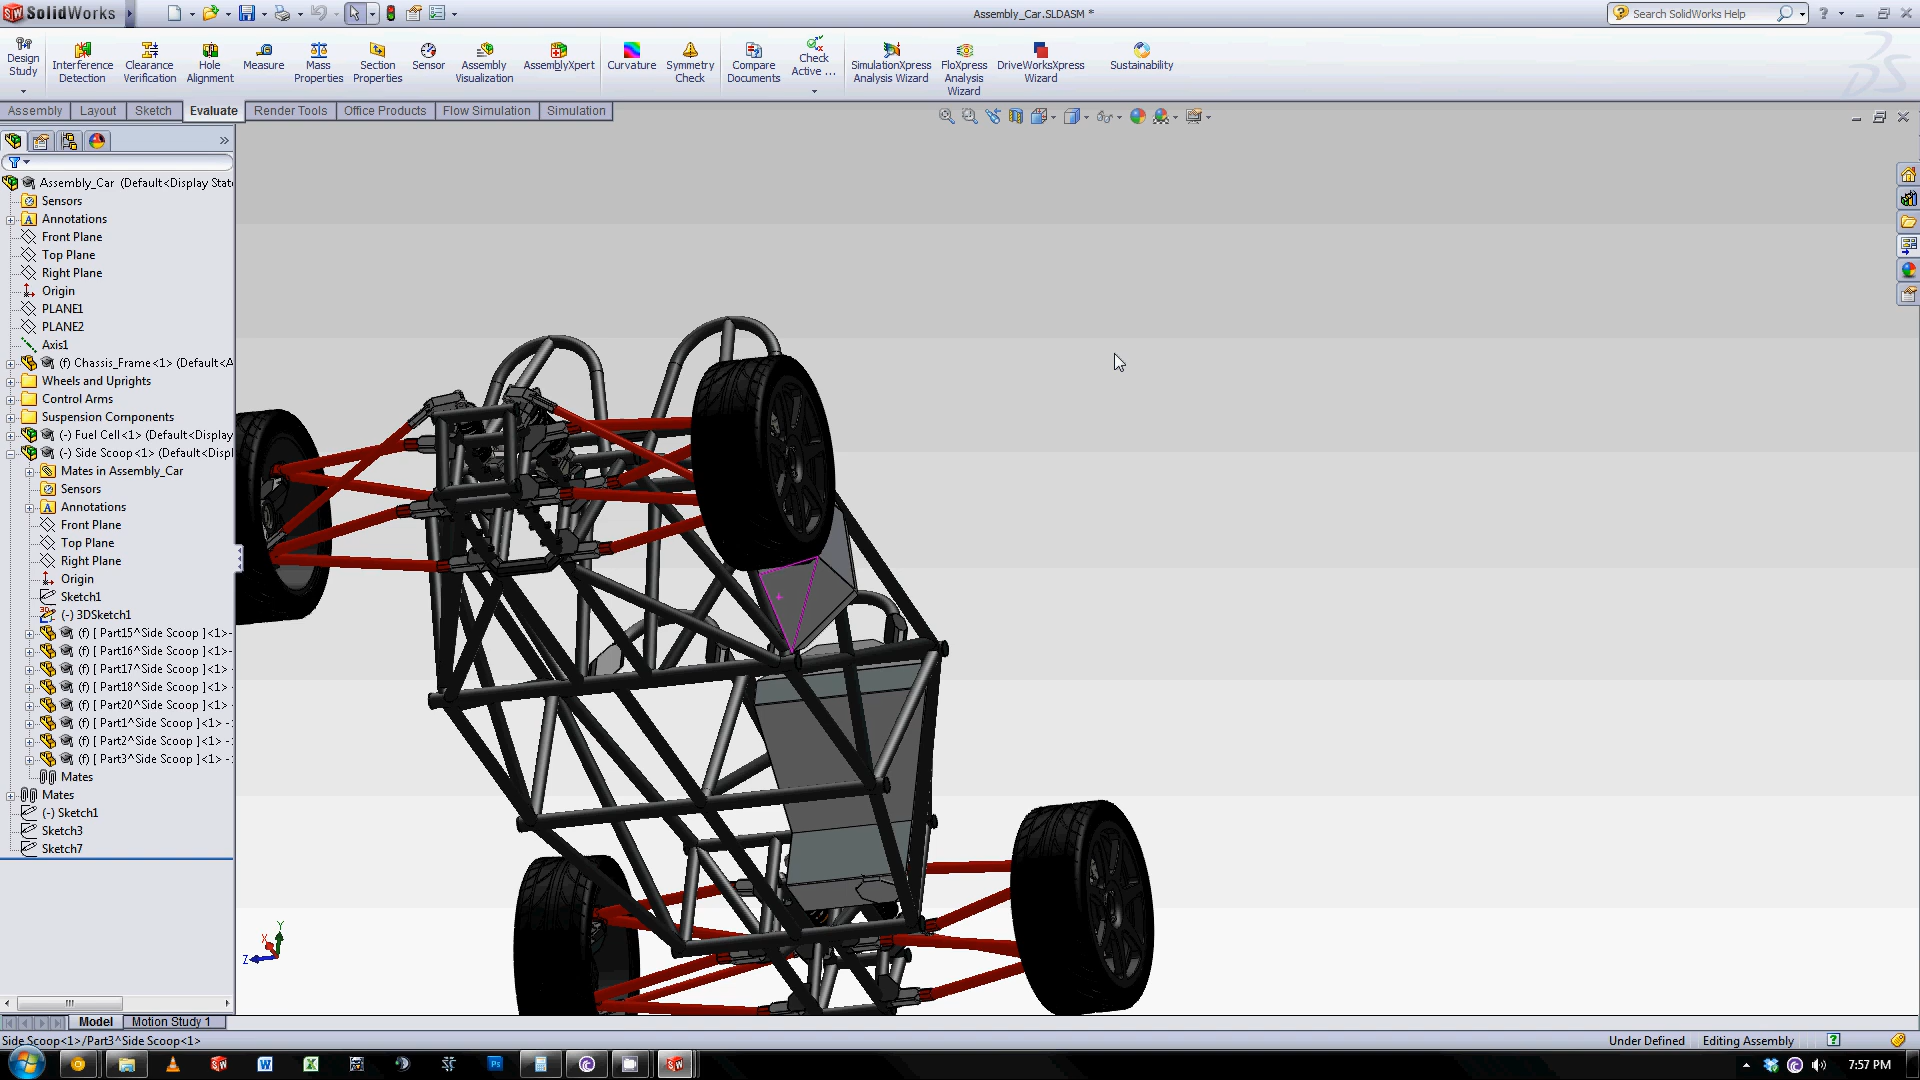 SolidWorks
Assembly_Car.SLDASM *
Search SolidWorks Help
Design Study
Interference Detection
Clearance Verification
Hole Alignment
Measure
Mass Properties
Section Properties
Sensor
Assembly Visualization
AssemblyXpert
Curvature
Symmetry Check
Compare Documents
Check Active ...
SimulationXpress Analysis Wizard
FloXpress Analysis Wizard
DriveWorksXpress Wizard
Sustainability
Assembly Layout Sketch Evaluate Render Tools Office Products Flow Simulation Simulation
Assembly_Car (Default<Display Stat
Sensors
Annotations
Front Plane
Top Plane
Right Plane
Origin
PLANE1
PLANE2
Axis1
(f) Chassis_Frame<1> (Default<A
Wheels and Uprights
Control Arms
Suspension Components
(-) Fuel Cell<1> (Default<Display
(-) Side Scoop<1> (Default<Displ
Mates in Assembly_Car
Sensors
Annotations
Front Plane
Top Plane
Right Plane
Origin
Sketch1
(-) 3DSketch1
(f) [ Part15^Side Scoop ]<1>-
(f) [ Part16^Side Scoop ]<1>-
(f) [ Part17^Side Scoop ]<1> -
(f) [ Part18^Side Scoop ]<1> -
(f) [ Part20^Side Scoop ]<1> -
(f) [ Part1^Side Scoop ]<1> -
(f) [ Part2^Side Scoop ]<1> -
(f) [ Part3^Side Scoop ]<1> -
Mates
Mates
(-) Sketch1
Sketch3
Sketch7
Y
X
Z
Model Motion Study 1
Side Scoop<1>/Part3^Side Scoop<1>
Under Defined Editing Assembly
7:57 PM